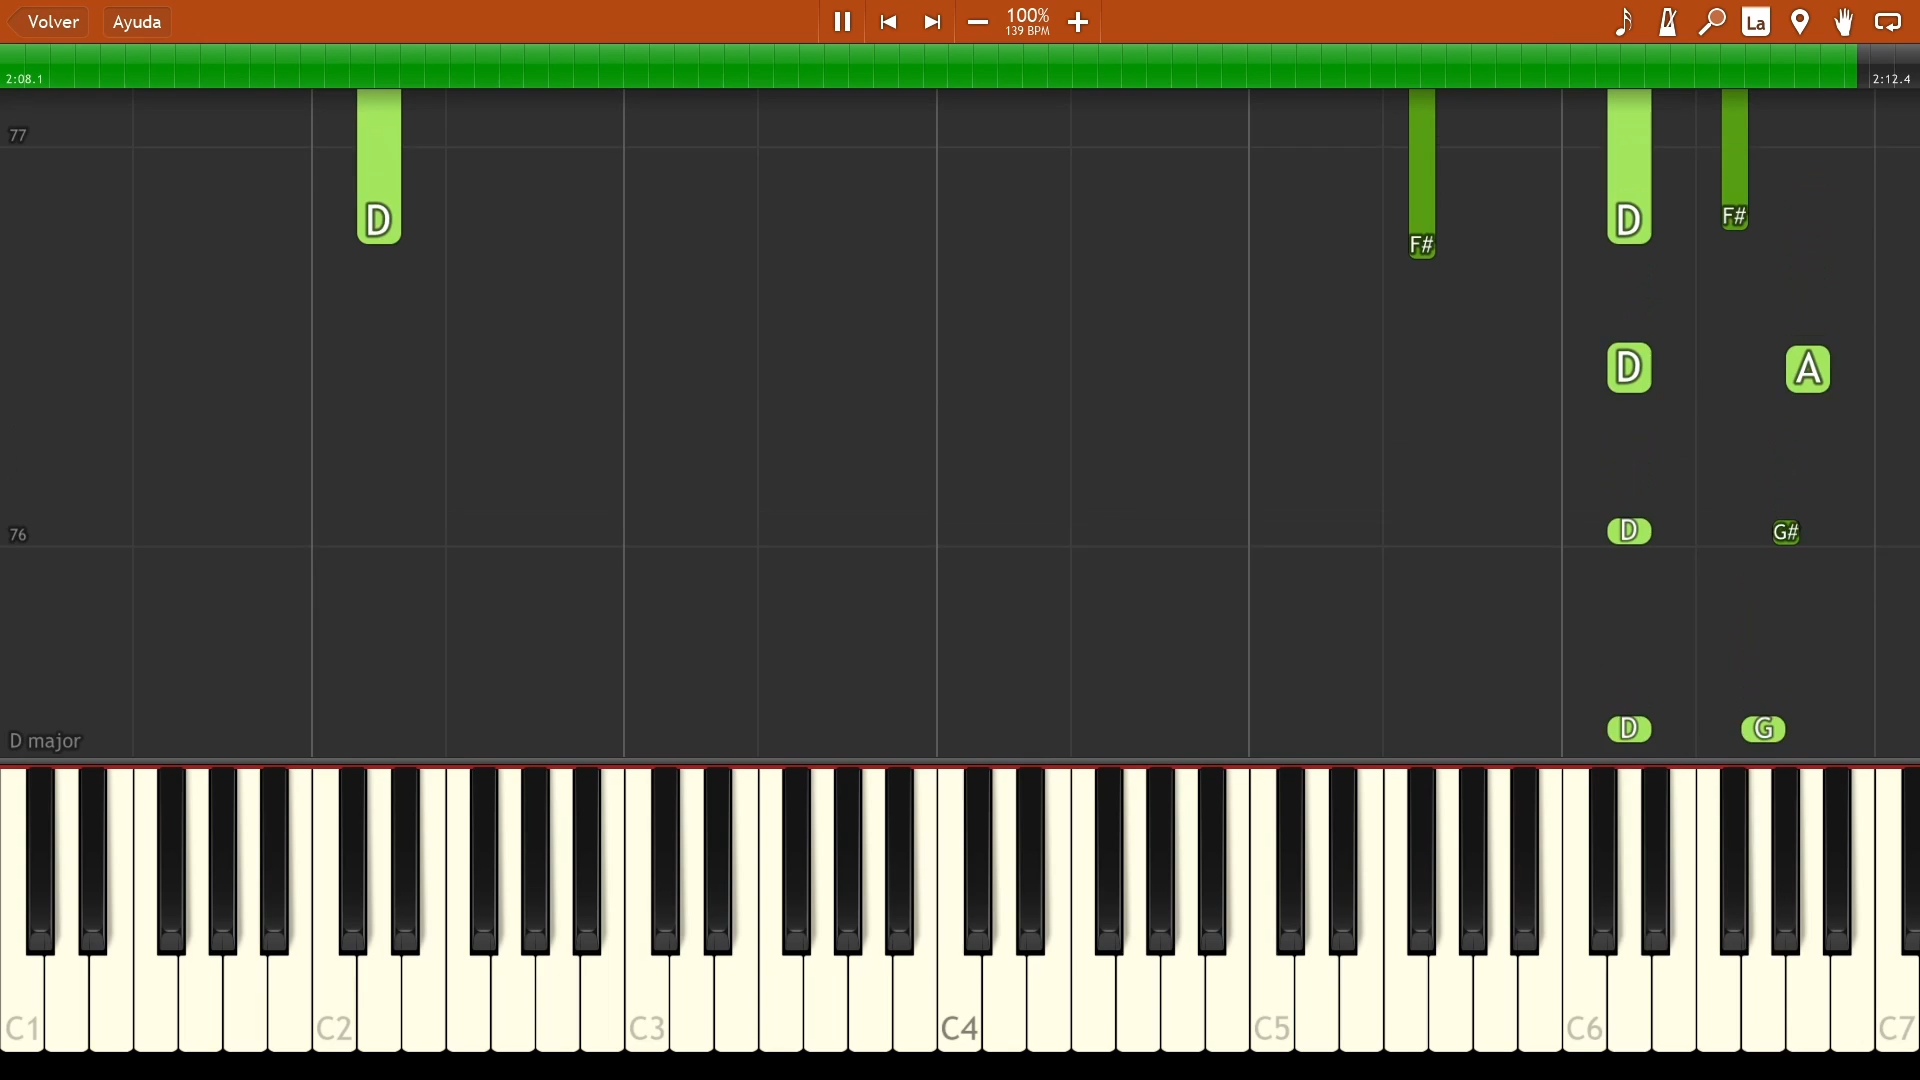 Volver Ayuda 100% La
139 BPM
2:08.1 2:12.4
77
D D F#
F#
D A
76 D G#
D G
D major
C1 C2 C3 C4 C5 C6 C7